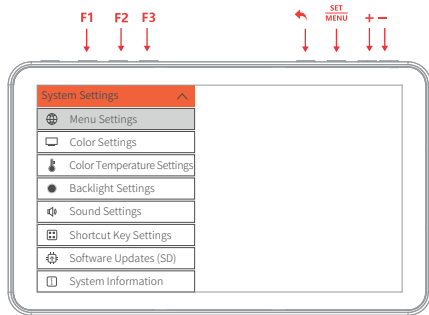 F1 F2 F3 SET
MENU + −
System Settings
Menu Settings
Color Settings
Color Temperature Settings
Backlight Settings
Sound Settings
Shortcut Key Settings
Software Updates (SD)
System Information